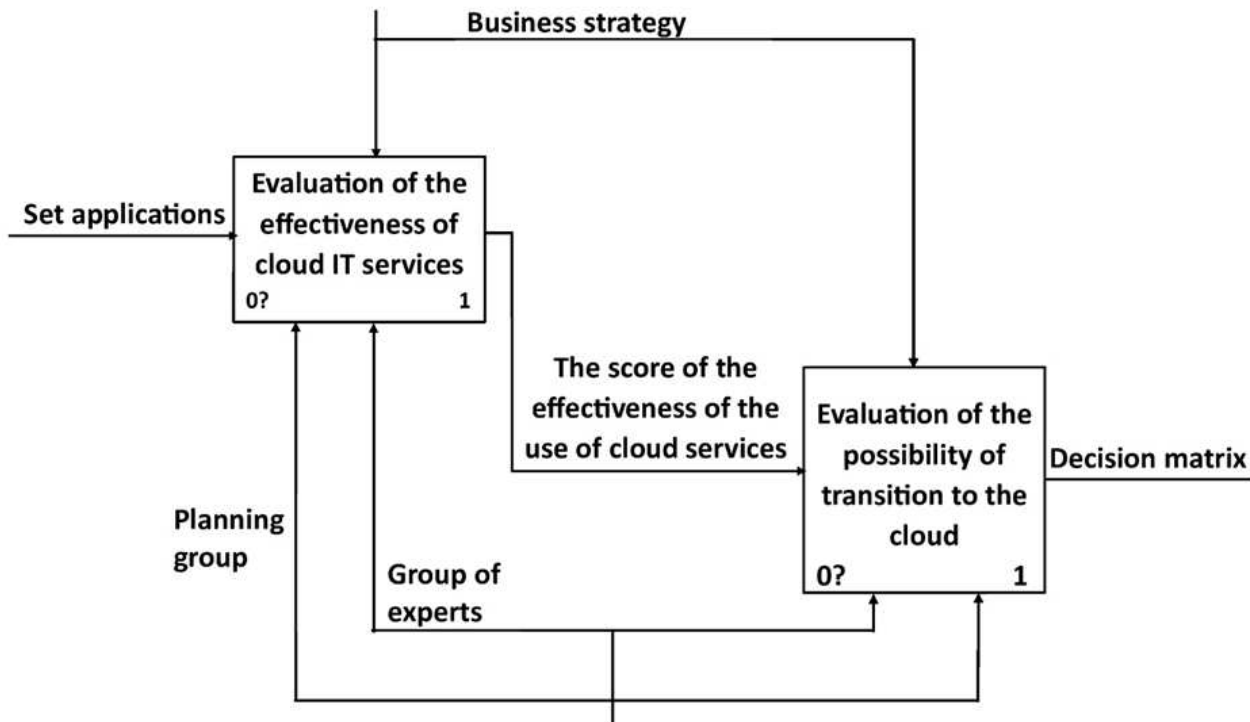 Business strategy
Set applications
Evaluation of the
effectiveness of
cloud IT services
0? 1
The score of the
effectiveness of the
use of cloud services
Evaluation of the
possibility of
transition to the
cloud
0? 1
Decision matrix
Planning
group
Group of
experts